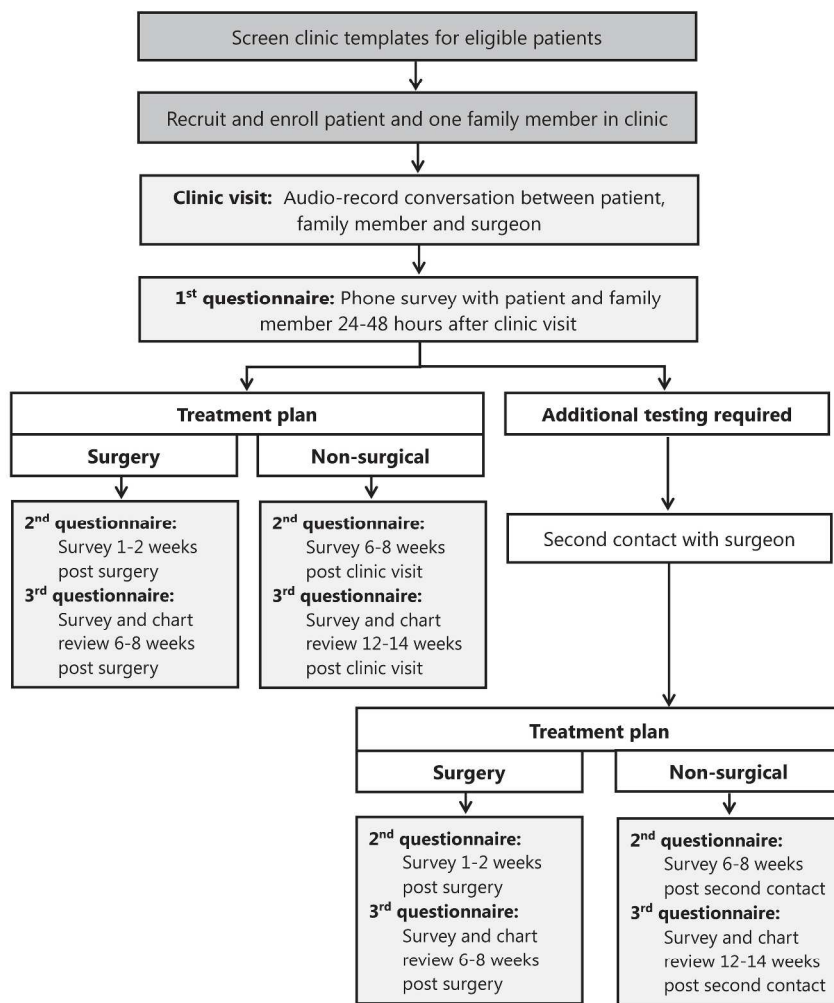 Screen clinic templates for eligible patients
Recruit and enroll patient and one family member in clinic
Clinic visit: Audio-record conversation between patient,
family member and surgeon
1st questionnaire: Phone survey with patient and family
member 24-48 hours after clinic visit
Treatment plan
Surgery
Non-surgical
2nd questionnaire:
Survey 1-2 weeks
post surgery
3rd questionnaire:
Survey and chart
review 6-8 weeks
post surgery
2nd questionnaire:
Survey 6-8 weeks
post clinic visit
3rd questionnaire:
Survey and chart
review 12-14 weeks
post clinic visit
Additional testing required
Second contact with surgeon
Treatment plan
Surgery
Non-surgical
2nd questionnaire:
Survey 1-2 weeks
post surgery
3rd questionnaire:
Survey and chart
review 6-8 weeks
post surgery
2nd questionnaire:
Survey 6-8 weeks
post second contact
3rd questionnaire:
Survey and chart
review 12-14 weeks
post second contact